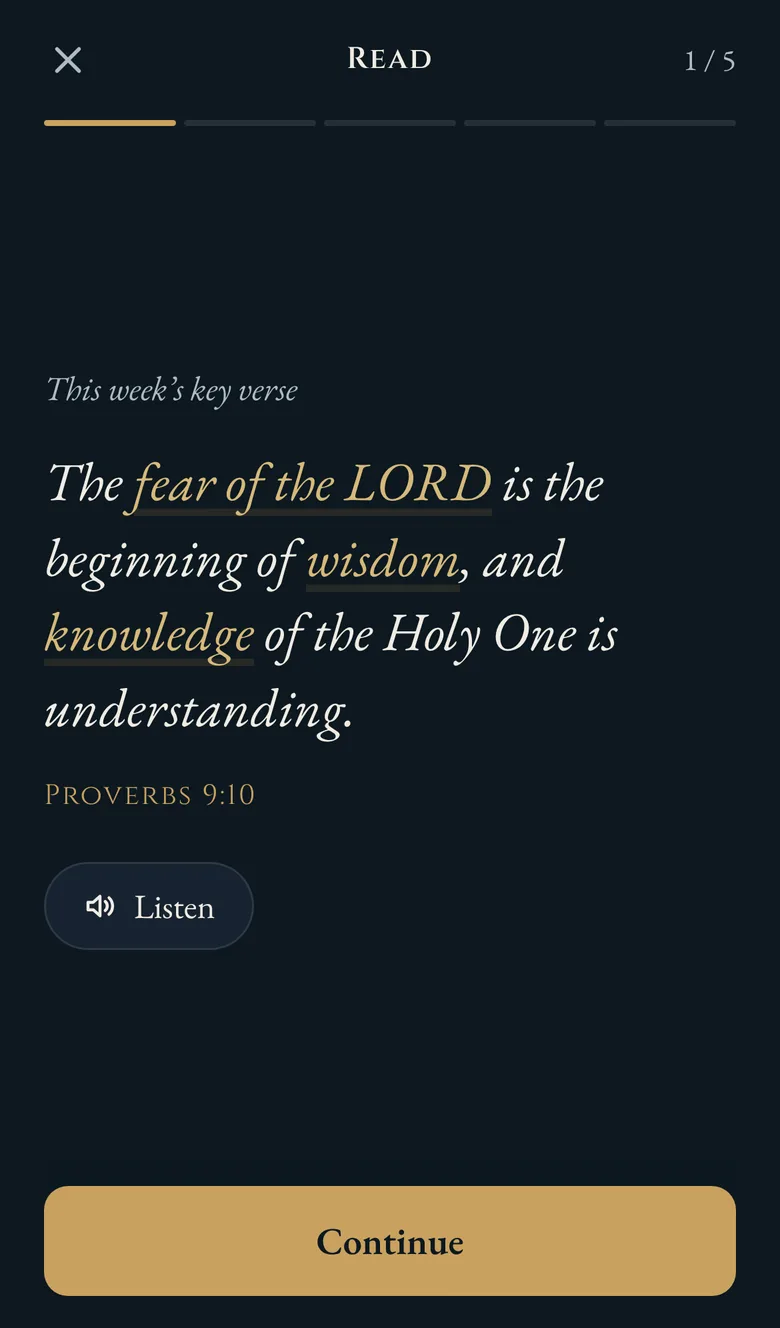 READ
1 / 5
This week’s key verse
The fear of the LORD is the
beginning of wisdom, and
knowledge of the Holy One is
understanding.
PROVERBS 9:10
Listen
Continue